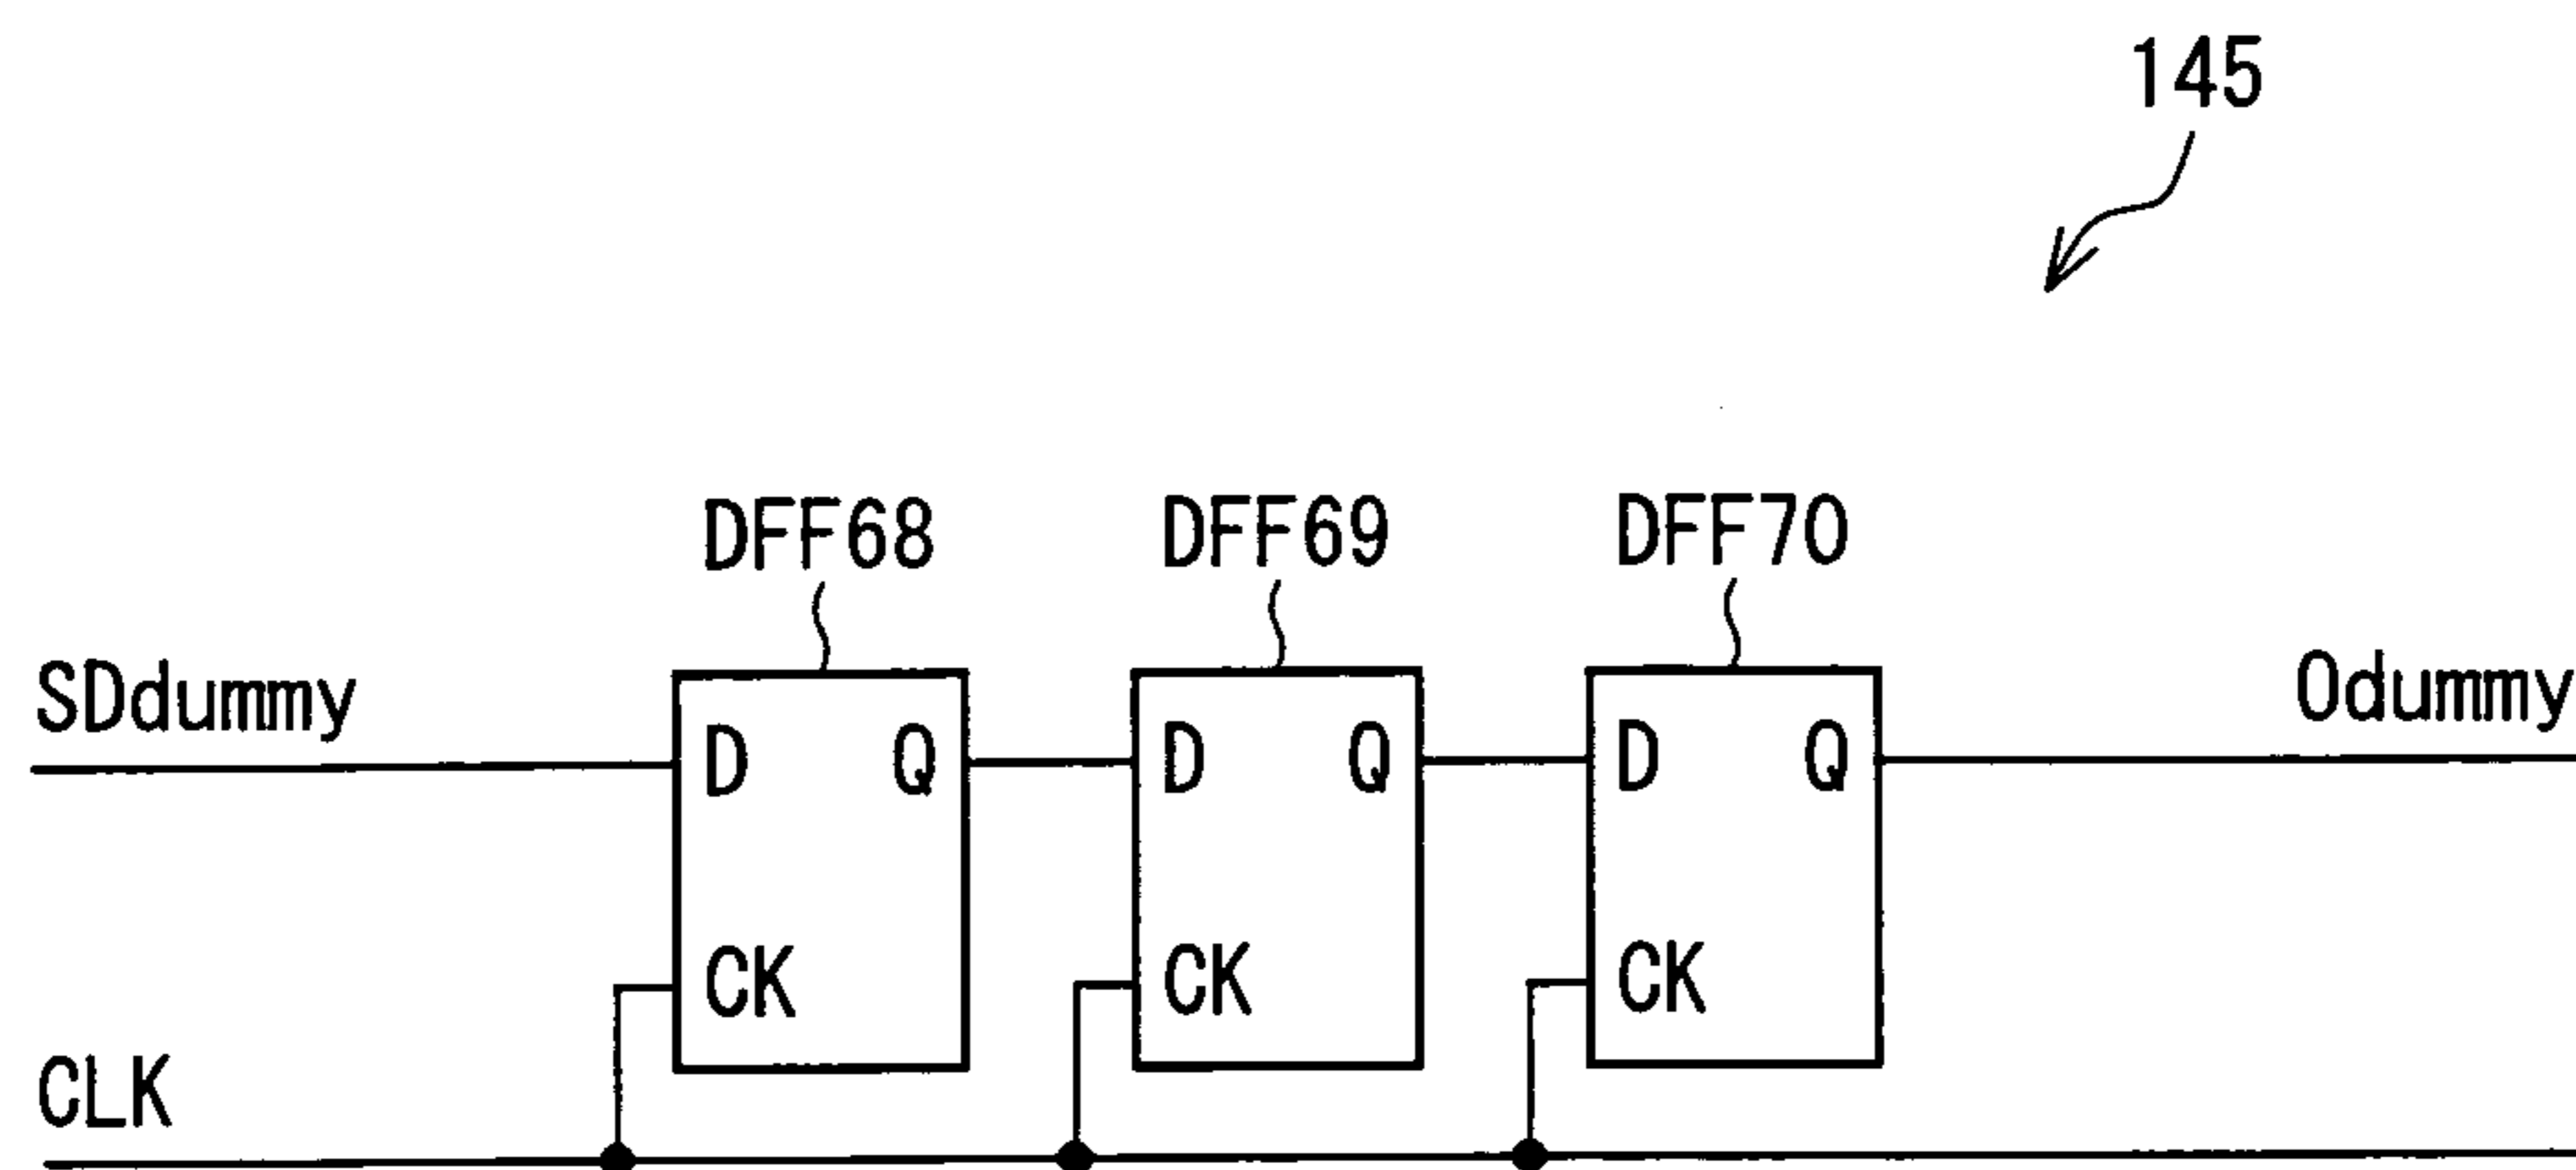 145
DFF68 DFF69 DFF70
SDdummy Odummy
D Q D Q D Q
CK CK CK
CLK